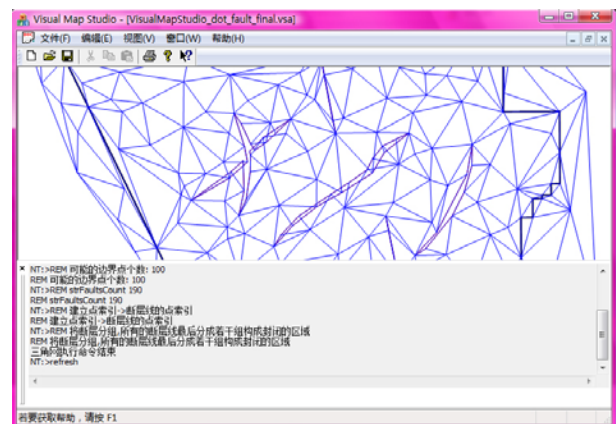 Visual Map Studio - [VisualMapStudio_dot_fault_final.vsa]
文件(F) 编辑(E) 视图(V) 窗口(W) 帮助(H)
NT:>REM 可能的边界点个数: 100
REM 可能的边界点个数: 100
NT:>REM strFaultsCount 190
REM strFaultsCount 190
NT:>REM 建立点索引->断层线的点索引
REM 建立点索引->断层线的点索引
NT:>REM 将断层分组,所有的断层线最后分成若干组构成封闭的区域
REM 将断层分组,所有的断层线最后分成若干组构成封闭的区域
三角网执行命令结束
NT:>refresh
若要获取帮助，请按 F1